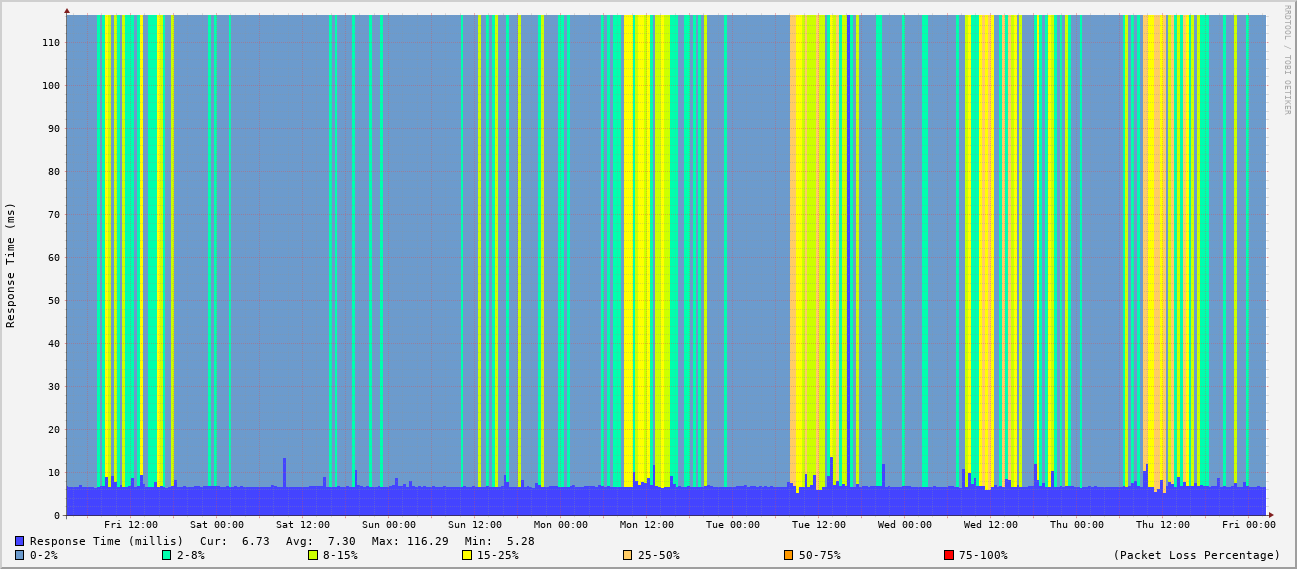 RRDTOOL / TOBI OETIKER
Response Time (ms)
110
100
90
80
70
60
50
40
30
20
10
0
Fri 12:00 Sat 00:00 Sat 12:00 Sun 00:00 Sun 12:00 Mon 00:00 Mon 12:00 Tue 00:00 Tue 12:00 Wed 00:00 Wed 12:00 Thu 00:00 Thu 12:00 Fri 00:00
Response Time (millis) Cur: 6.73 Avg: 7.30 Max: 116.29 Min: 5.28
0-2% 2-8% 8-15% 15-25% 25-50% 50-75% 75-100% (Packet Loss Percentage)